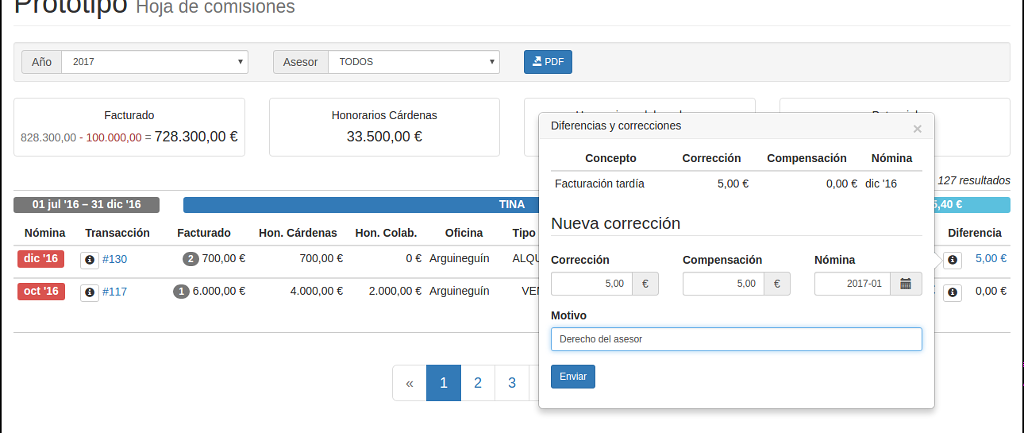 Prototipo Hoja de comisiones
Año 2017 Asesor TODOS PDF
Facturado
828.300,00 - 100.000,00 = 728.300,00 €
Honorarios Cárdenas
33.500,00 €
127 resultados
01 jul '16 – 31 dic '16 TINA 5,40 €
Nómina Transacción Facturado Hon. Cárdenas Hon. Colab. Oficina Tipo Diferencia
dic '16 #130 2 700,00 € 700,00 € 0 € Arguineguín ALQU 5,00 €
oct '16 #117 1 6.000,00 € 4.000,00 € 2.000,00 € Arguineguín VEN € 0,00 €
« 1 2 3
Diferencias y correcciones ×
Concepto Corrección Compensación Nómina
Facturación tardía 5,00 € 0,00 € dic '16
Nueva corrección
Corrección Compensación Nómina
5,00 € 5,00 € 2017-01
Motivo
Derecho del asesor
Enviar